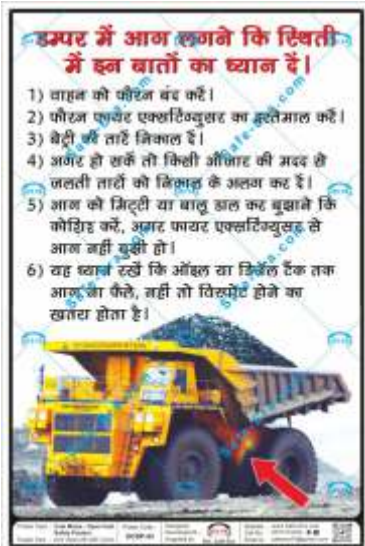 डम्पर में आग लगने कि स्थिती
में इन बातों का ध्यान दें।
1) वाहन को फौरन बंद करें।
2) फौरन फायर एक्सटिंग्युसर का इस्तेमाल करें।
3) बेट्री की तारें निकाल दें।
4) अगर हो सकें तो किसी औजार की मदद से
जलती तारों को निकाल के अलग कर दें।
5) आग को मिट्टी या बालू डाल कर बुझाने कि
कोशिश करें, अगर फायर एक्सटिंग्युसर से
आग नहीं बुझी हो।
6) यह ध्यान रखें कि ऑइल या डिजेल टैंक तक
आग ना फैले, नहीं तो विस्फोट होने का
खतरा होता है।